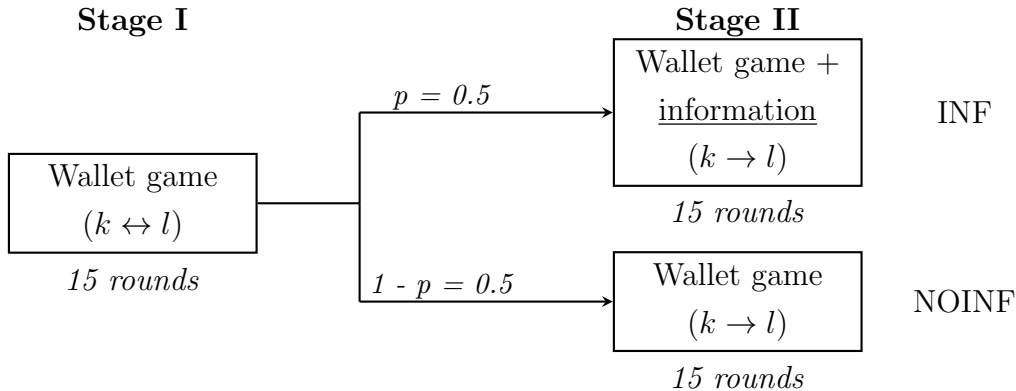 Stage I
Stage II
Wallet game
(k ↔ l)
15 rounds
p = 0.5
Wallet game +
information
(k → l)
15 rounds
INF
1 - p = 0.5
Wallet game
(k → l)
15 rounds
NOINF